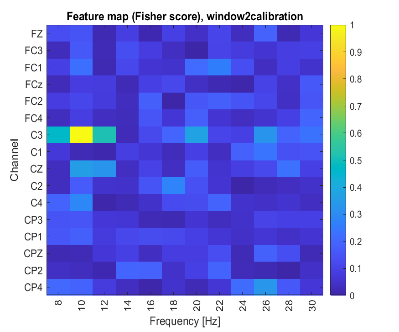 Feature map (Fisher score), window2calibration
FZ
FC3
FC1
FCz
FC2
FC4
C3
C1
CZ
C2
C4
CP3
CP1
CPZ
CP2
CP4
Channel
8 10 12 14 16 18 20 22 24 26 28 30
Frequency [Hz]
1
0.9
0.8
0.7
0.6
0.5
0.4
0.3
0.2
0.1
0